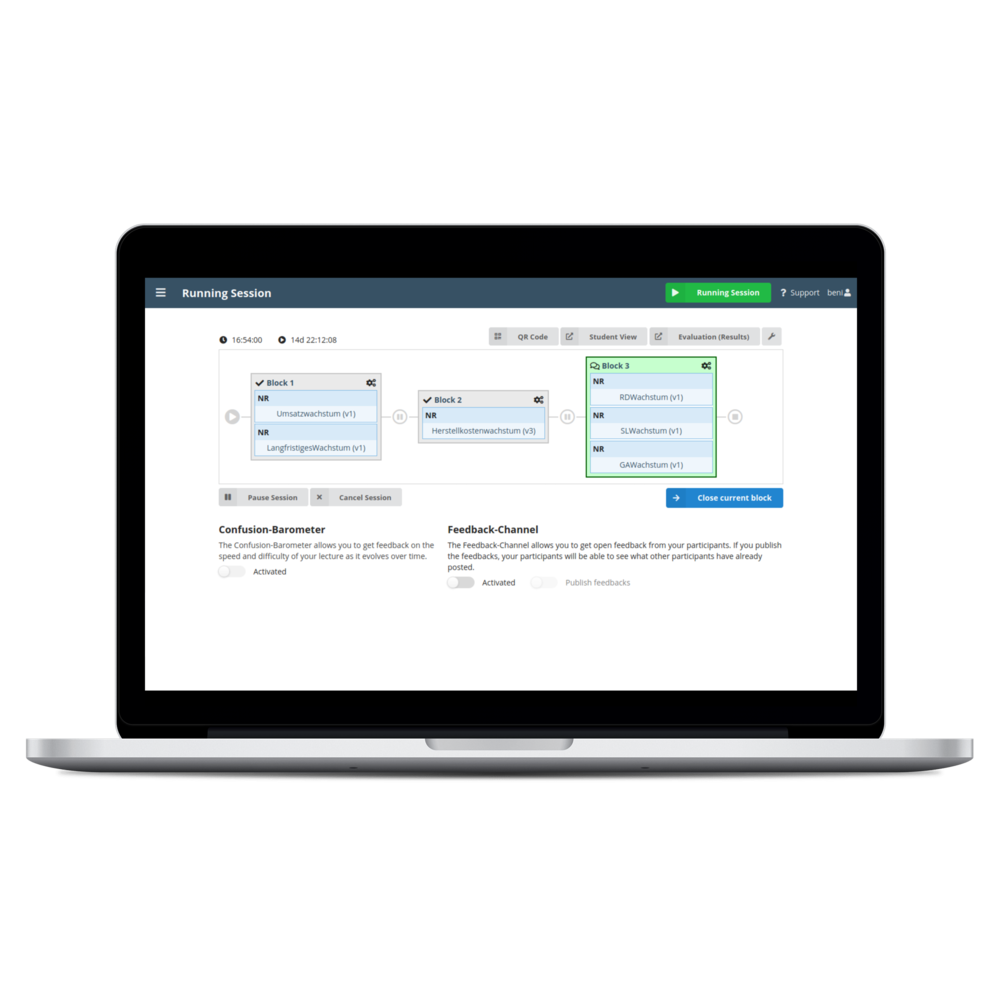 Running Session
Running Session
? Support
beni
16:54:00
14d 22:12:08
QR Code
Student View
Evaluation (Results)
Block 1
NR
Umsatzwachstum (v1)
NR
LangfristigesWachstum (v1)
Block 2
NR
Herstellkostenwachstum (v3)
Block 3
NR
RDWachstum (v1)
NR
SLWachstum (v1)
NR
GAWachstum (v1)
Pause Session
Cancel Session
Close current block
Confusion-Barometer
The Confusion-Barometer allows you to get feedback on the
speed and difficulty of your lecture as it evolves over time.
Activated
Feedback-Channel
The Feedback-Channel allows you to get open feedback from your participants. If you publish
the feedbacks, your participants will be able to see what other participants have already
posted.
Activated
Publish feedbacks